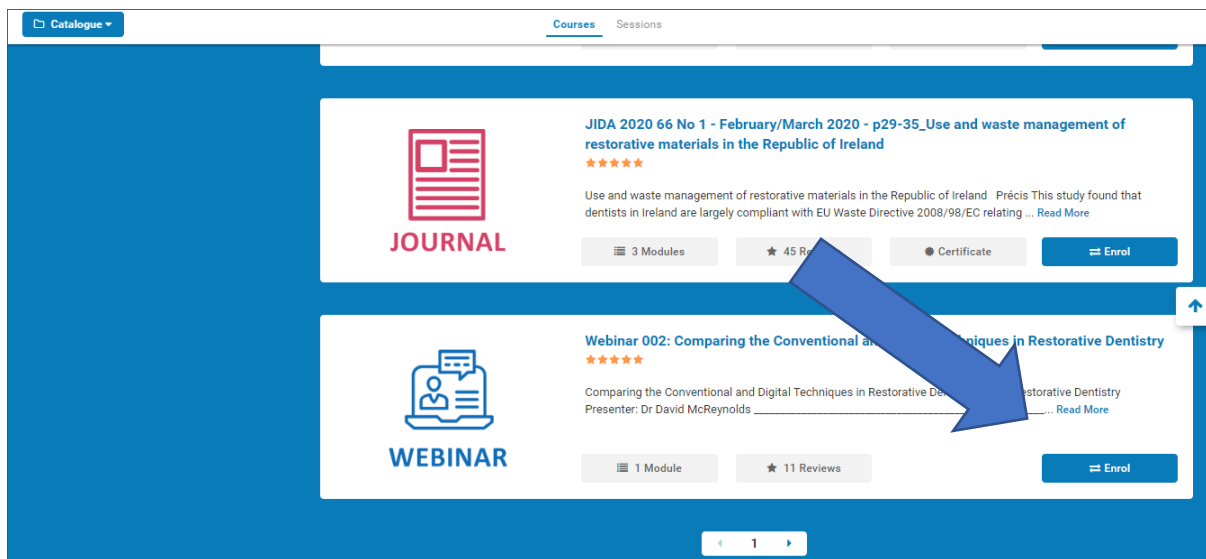 Catalogue
Courses Sessions
JIDA 2020 66 No 1 - February/March 2020 - p29-35_Use and waste management of
restorative materials in the Republic of Ireland
Use and waste management of restorative materials in the Republic of Ireland Précis This study found that
dentists in Ireland are largely compliant with EU Waste Directive 2008/98/EC relating ... Read More
JOURNAL
3 Modules 45 Certificate Enrol
Webinar 002: Comparing the Conventional in Restorative Dentistry
Comparing the Conventional and Digital Techniques in Restorative Dentistry
Presenter: Dr David McReynolds ... Read More
WEBINAR
1 Module 11 Reviews Enrol
1